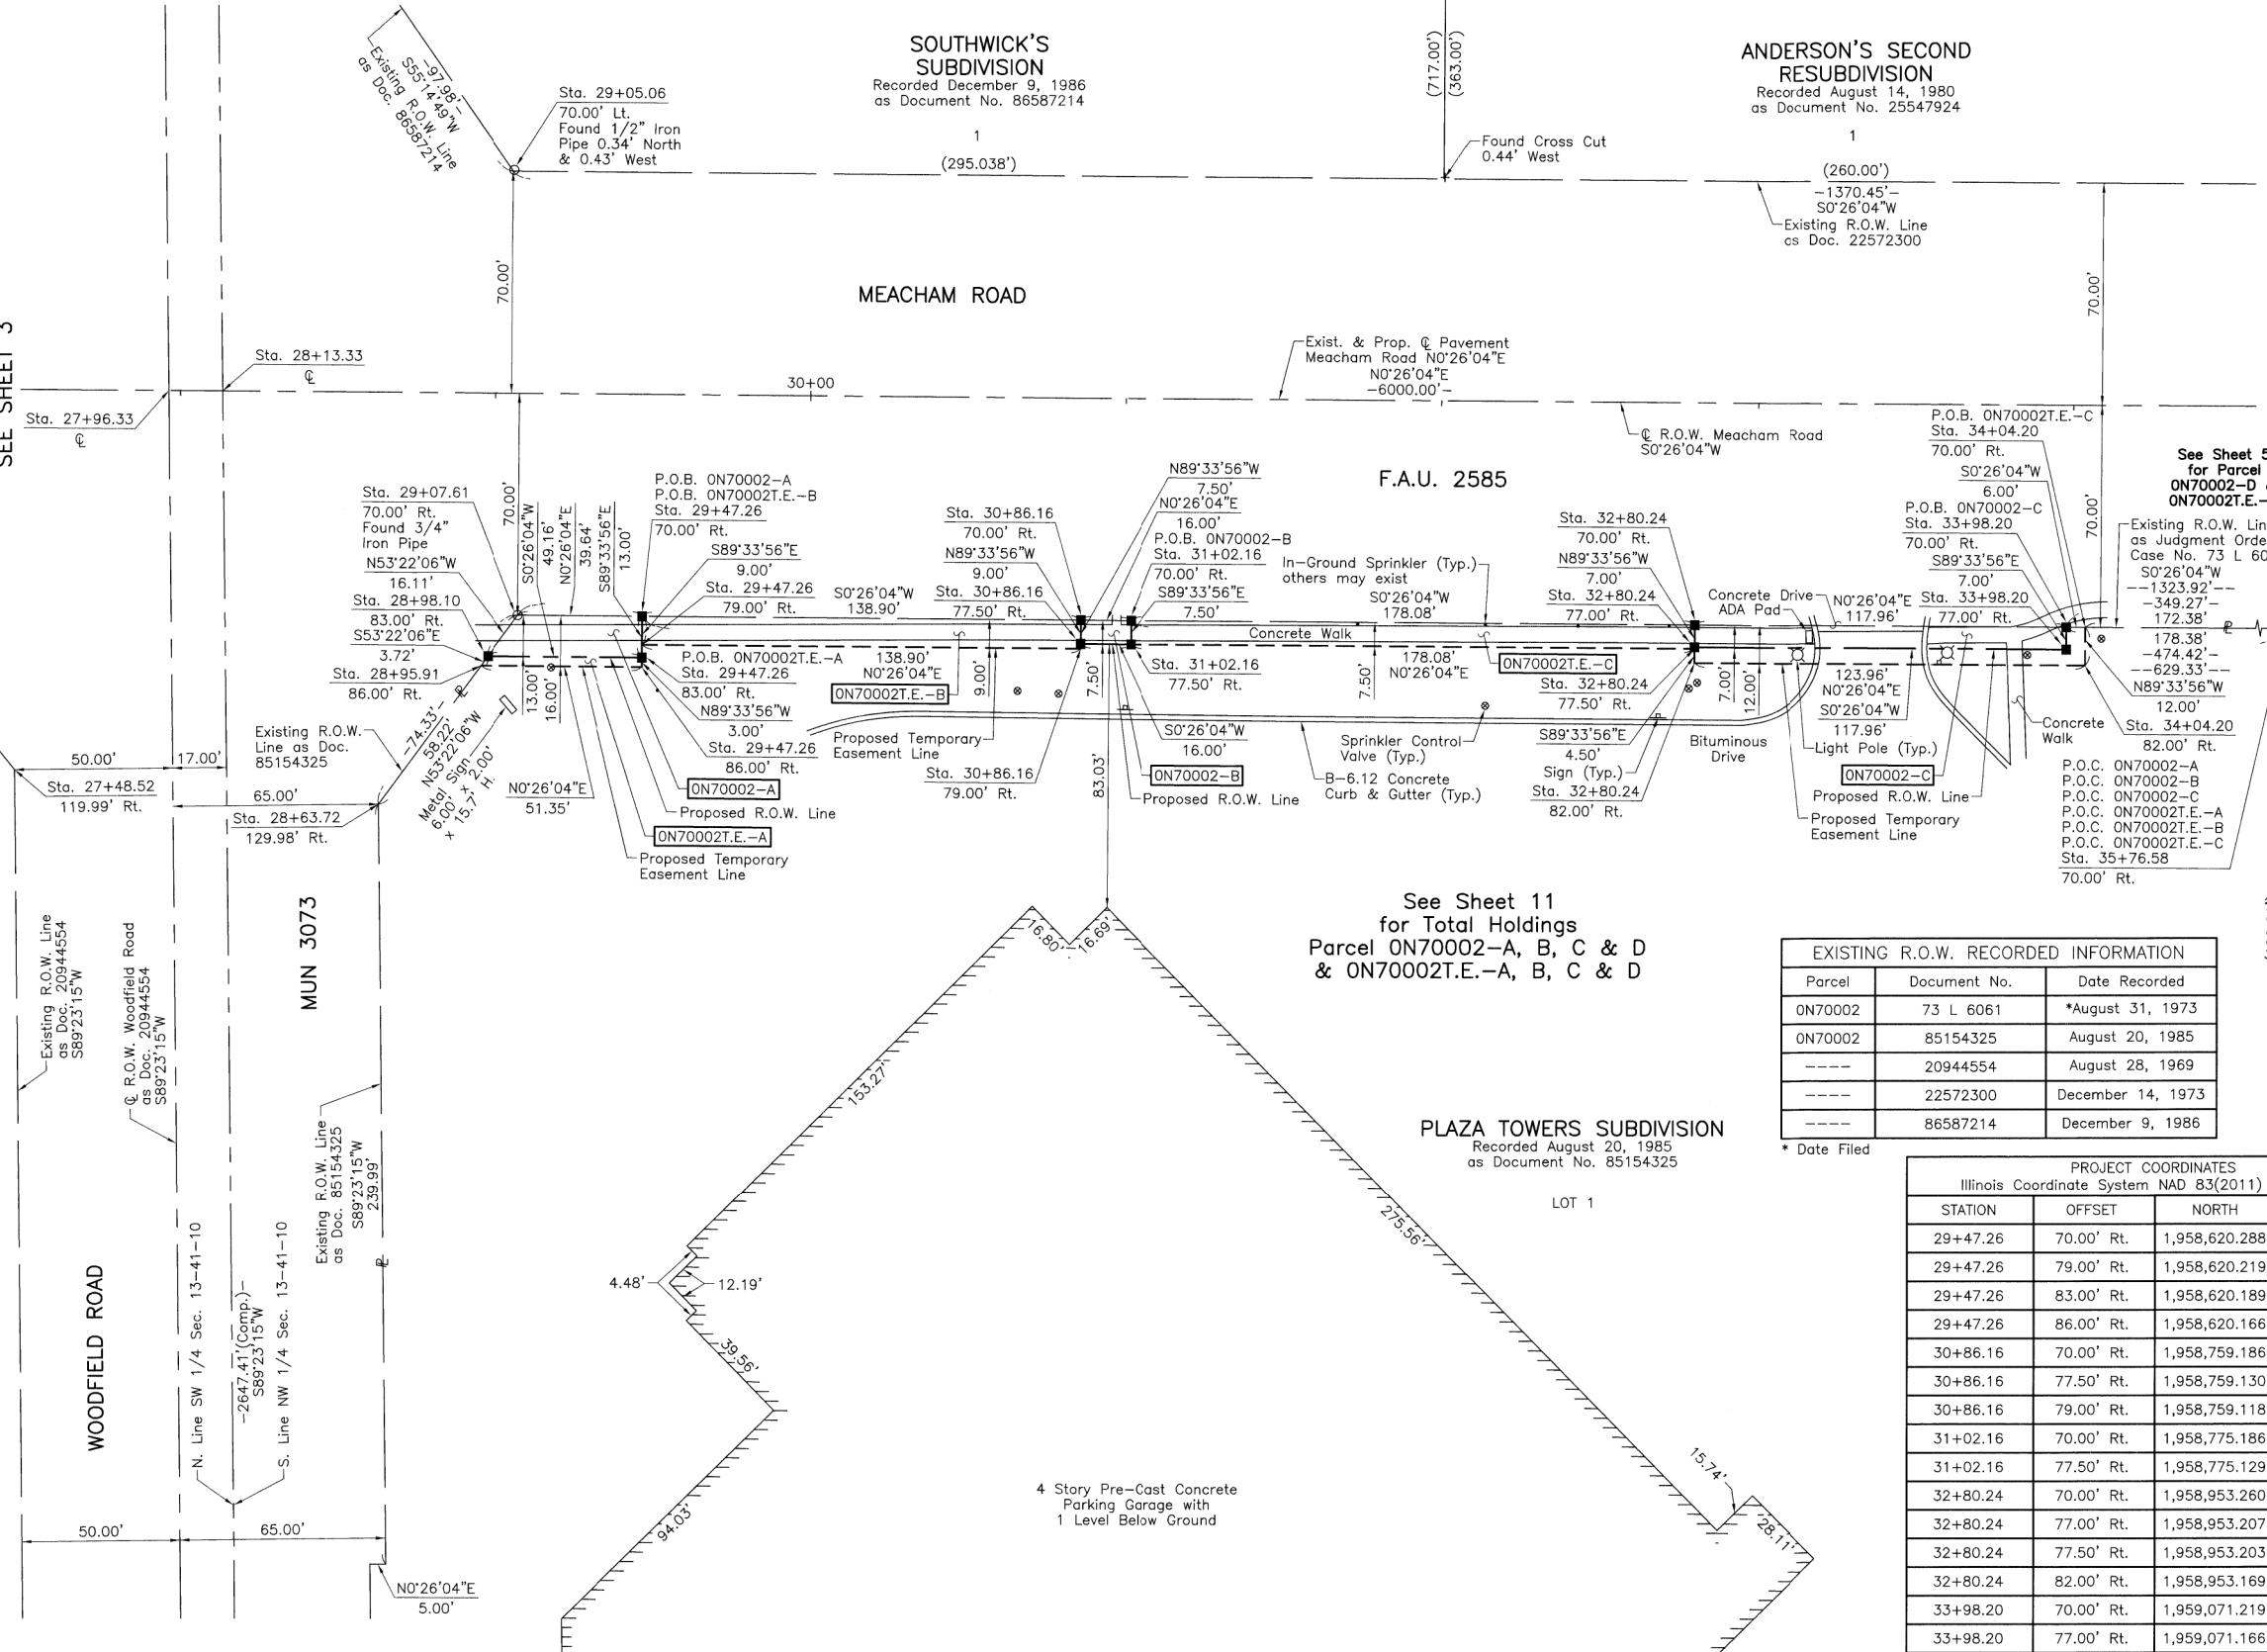 SEE SHEET 3
-97.98'-
S55°14'49"W
Existing R.O.W. Line
as Doc. 86587214
Sta. 29+05.06
70.00' Lt.
Found 1/2" Iron
Pipe 0.34' North
& 0.43' West
SOUTHWICK'S
SUBDIVISION
Recorded December 9, 1986
as Document No. 86587214
1
(295.038')
(717.00')
(363.00')
Found Cross Cut
0.44' West
ANDERSON'S SECOND
RESUBDIVISION
Recorded August 14, 1980
as Document No. 25547924
1
(260.00')
-1370.45'-
S0°26'04"W
Existing R.O.W. Line
as Doc. 22572300
70.00'
70.00'
MEACHAM ROAD
Sta. 28+13.33
℄
Sta. 27+96.33
℄
30+00
Exist. & Prop. ℄ Pavement
Meacham Road N0°26'04"E
N0°26'04"E
-6000.00'-
℄ R.O.W. Meacham Road
S0°26'04"W
F.A.U. 2585
70.00'
70.00'
Sta. 29+07.61
70.00' Rt.
Found 3/4"
Iron Pipe
N53°22'06"W
16.11'
Sta. 28+98.10
83.00' Rt.
S53°22'06"E
3.72'
Sta. 28+95.91
86.00' Rt.
S0°26'04"W
49.16'
N0°26'04"E
39.64'
S89°33'56"E
13.00'
P.O.B. 0N70002-A
P.O.B. 0N70002T.E.-B
Sta. 29+47.26
70.00' Rt.
S89°33'56"E
9.00'
Sta. 29+47.26
79.00' Rt.
S0°26'04"W
138.90'
Sta. 30+86.16
70.00' Rt.
N89°33'56"W
9.00'
Sta. 30+86.16
77.50' Rt.
N89°33'56"W
7.50'
N0°26'04"E
16.00'
P.O.B. 0N70002-B
Sta. 31+02.16
70.00' Rt.
S89°33'56"E
7.50'
In-Ground Sprinkler (Typ.)
others may exist
S0°26'04"W
178.08'
Sta. 32+80.24
70.00' Rt.
N89°33'56"W
7.00'
Sta. 32+80.24
77.00' Rt.
Concrete Drive
ADA Pad
N0°26'04"E
117.96'
P.O.B. 0N70002T.E.-C
Sta. 34+04.20
70.00' Rt.
S0°26'04"W
6.00'
P.O.B. 0N70002-C
Sta. 33+98.20
70.00' Rt.
S89°33'56"E
7.00'
Sta. 33+98.20
77.00' Rt.
See Sheet 5
for Parcel
0N70002-D
0N70002T.E.-
Existing R.O.W. Lin
as Judgment Orde
Case No. 73 L 60
S0°26'04"W
--1323.92'--
-349.27'-
172.38'
178.38'
-474.42'-
--629.33'--
N89°33'56"W
12.00'
Sta. 34+04.20
82.00' Rt.
Concrete Walk
13.00'
16.00'
P.O.B. 0N70002T.E.-A
Sta. 29+47.26
83.00' Rt.
N89°33'56"W
3.00'
Sta. 29+47.26
86.00' Rt.
138.90'
N0°26'04"E
0N70002T.E.-B
9.00'
7.50'
Sta. 31+02.16
77.50' Rt.
178.08'
N0°26'04"E
0N70002T.E.-C
7.50'
Sta. 32+80.24
77.50' Rt.
7.00'
12.00'
123.96'
N0°26'04"E
S0°26'04"W
117.96'
Existing R.O.W.
Line as Doc.
85154325
-74.33'-
58.22'
N53°22'06"W
Metal Sign
6.00' x 2.00'
x 15.7' H.
N0°26'04"E
51.35'
0N70002-A
Proposed R.O.W. Line
0N70002T.E.-A
Proposed Temporary
Easement Line
Proposed Temporary
Easement Line
Sta. 30+86.16
79.00' Rt.
83.03'
S0°26'04"W
16.00'
0N70002-B
Proposed R.O.W. Line
Sprinkler Control
Valve (Typ.)
B-6.12 Concrete
Curb & Gutter (Typ.)
S89°33'56"E
4.50'
Sign (Typ.)
Sta. 32+80.24
82.00' Rt.
Bituminous
Drive
Light Pole (Typ.)
0N70002-C
Proposed R.O.W. Line
Proposed Temporary
Easement Line
Concrete
Walk
P.O.C. 0N70002-A
P.O.C. 0N70002-B
P.O.C. 0N70002-C
P.O.C. 0N70002T.E.-A
P.O.C. 0N70002T.E.-B
P.O.C. 0N70002T.E.-C
Sta. 35+76.58
70.00' Rt.
50.00'
17.00'
Sta. 27+48.52
119.99' Rt.
65.00'
Sta. 28+63.72
129.98' Rt.
Existing R.O.W. Line
as Doc. 20944554
S89°23'15"W
℄ R.O.W. Woodfield Road
as Doc. 20944554
S89°23'15"W
MUN 3073
Existing R.O.W. Line
as Doc. 85154325
S89°23'15"W
239.99'
℄
WOODFIELD ROAD
N. Line SW 1/4 Sec. 13-41-10
-2647.41'(Comp.)-
S89°23'15"W
S. Line NW 1/4 Sec. 13-41-10
50.00'
65.00'
N0°26'04"E
5.00'
16.80'
16.69'
153.27'
275.56'
4.48'
12.19'
39.56'
94.03'
15.74'
28.11'
See Sheet 11
for Total Holdings
Parcel 0N70002-A, B, C & D
& 0N70002T.E.-A, B, C & D
PLAZA TOWERS SUBDIVISION
Recorded August 20, 1985
as Document No. 85154325
LOT 1
4 Story Pre-Cast Concrete
Parking Garage with
1 Level Below Ground
EXISTING R.O.W. RECORDED INFORMATION
Parcel Document No. Date Recorded
0N70002 73 L 6061 *August 31, 1973
0N70002 85154325 August 20, 1985
---- 20944554 August 28, 1969
---- 22572300 December 14, 1973
---- 86587214 December 9, 1986
* Date Filed
PROJECT COORDINATES
Illinois Coordinate System NAD 83(2011)
STATION OFFSET NORTH
29+47.26 70.00' Rt. 1,958,620.288
29+47.26 79.00' Rt. 1,958,620.219
29+47.26 83.00' Rt. 1,958,620.189
29+47.26 86.00' Rt. 1,958,620.166
30+86.16 70.00' Rt. 1,958,759.186
30+86.16 77.50' Rt. 1,958,759.130
30+86.16 79.00' Rt. 1,958,759.118
31+02.16 70.00' Rt. 1,958,775.186
31+02.16 77.50' Rt. 1,958,775.129
32+80.24 70.00' Rt. 1,958,953.260
32+80.24 77.00' Rt. 1,958,953.207
32+80.24 77.50' Rt. 1,958,953.203
32+80.24 82.00' Rt. 1,958,953.169
33+98.20 70.00' Rt. 1,959,071.219
33+98.20 77.00' Rt. 1,959,071.166